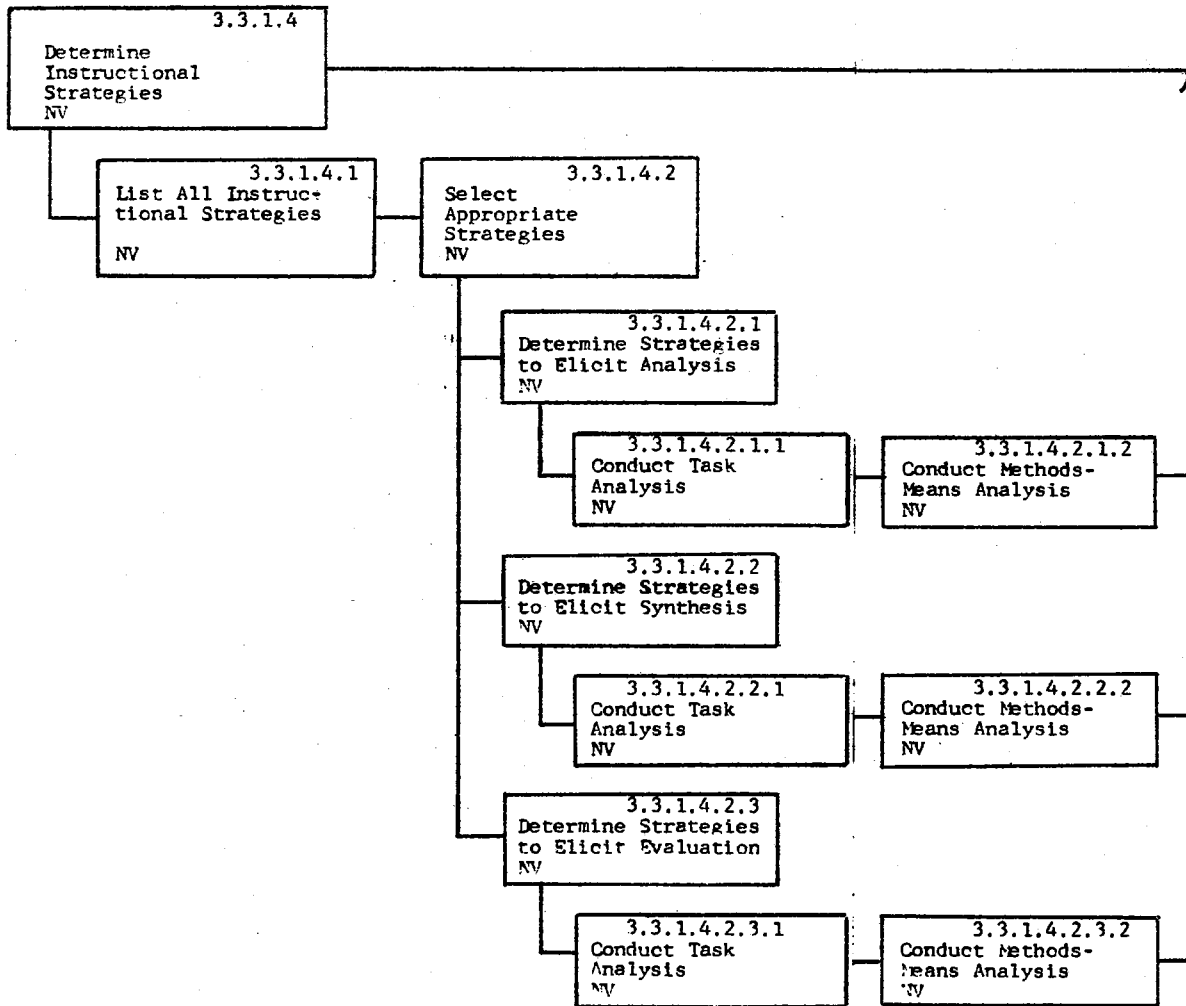 3.3.1.4
Determine
Instructional
Strategies
NV
3.3.1.4.1
List All Instruc-
tional Strategies
NV
3.3.1.4.2
Select
Appropriate
Strategies
NV
3.3.1.4.2.1
Determine Strategies
to Elicit Analysis
NV
3.3.1.4.2.1.1
Conduct Task
Analysis
NV
3.3.1.4.2.1.2
Conduct Methods-
Means Analysis
NV
3.3.1.4.2.2
Determine Strategies
to Elicit Synthesis
NV
3.3.1.4.2.2.1
Conduct Task
Analysis
NV
3.3.1.4.2.2.2
Conduct Methods-
Means Analysis
NV
3.3.1.4.2.3
Determine Strategies
to Elicit Evaluation
NV
3.3.1.4.2.3.1
Conduct Task
Analysis
NV
3.3.1.4.2.3.2
Conduct Methods-
Means Analysis
NV